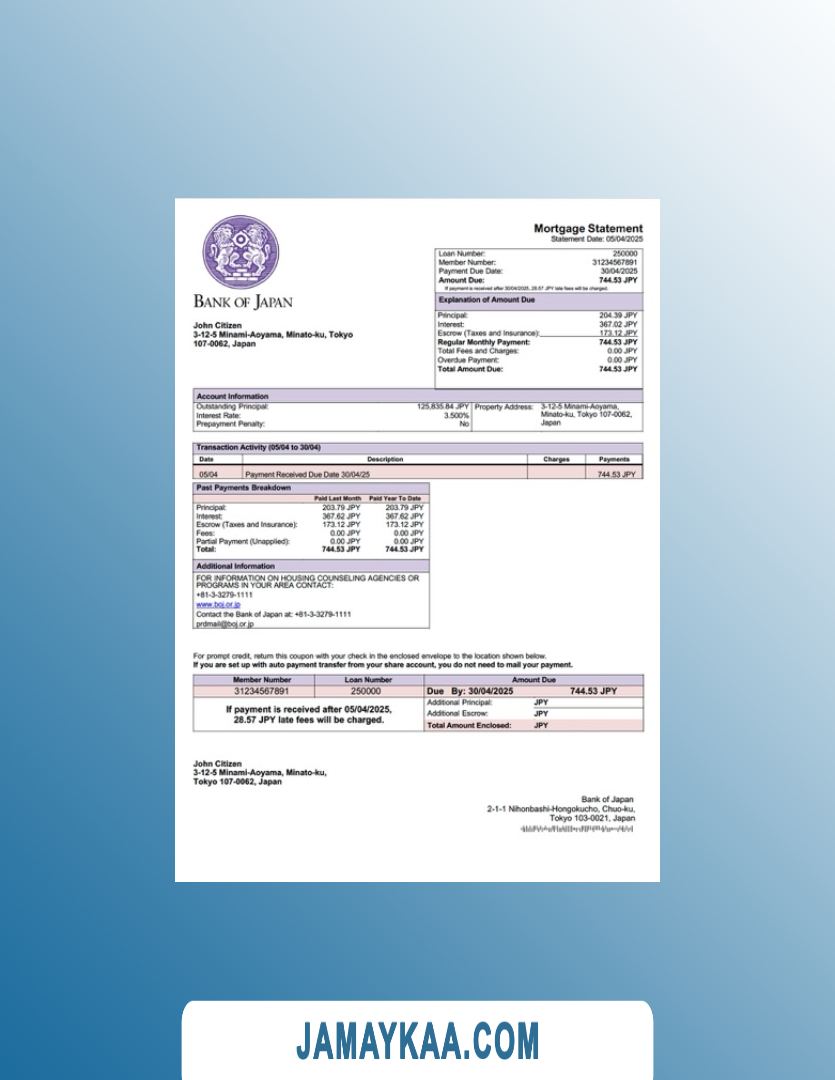 Mortgage Statement
Statement Date: 05/04/2025
BANK OF JAPAN
John Citizen
3-12-5 Minami-Aoyama, Minato-ku, Tokyo
107-0062, Japan
Loan Number: 250000
Member Number: 31234567891
Payment Due Date: 30/04/2025
Amount Due: 744.53 JPY
If payment is received after 30/04/2025, 28.57 JPY late fees will be charged.
Explanation of Amount Due
Principal: 204.39 JPY
Interest: 367.02 JPY
Escrow (Taxes and Insurance): 173.12 JPY
Regular Monthly Payment: 744.53 JPY
Total Fees and Charges: 0.00 JPY
Overdue Payment: 0.00 JPY
Total Amount Due: 744.53 JPY
Account Information
Outstanding Principal: 125,835.84 JPY
Interest Rate: 3.500%
Prepayment Penalty: No
Property Address: 3-12-5 Minami-Aoyama,
Minato-ku, Tokyo 107-0062,
Japan
Transaction Activity (05/04 to 30/04)
Date Description Charges Payments
05/04 Payment Received Due Date 30/04/25 744.53 JPY
Past Payments Breakdown
Paid Last Month Paid Year To Date
Principal: 203.79 JPY 203.79 JPY
Interest: 367.62 JPY 367.62 JPY
Escrow (Taxes and Insurance): 173.12 JPY 173.12 JPY
Fees: 0.00 JPY 0.00 JPY
Partial Payment (Unapplied): 0.00 JPY 0.00 JPY
Total: 744.53 JPY 744.53 JPY
Additional Information
FOR INFORMATION ON HOUSING COUNSELING AGENCIES OR
PROGRAMS IN YOUR AREA CONTACT:
+81-3-3279-1111
www.boj.or.jp
Contact the Bank of Japan at: +81-3-3279-1111
prdmail@boj.or.jp
For prompt credit, return this coupon with your check in the enclosed envelope to the location shown below.
If you are set up with auto payment transfer from your share account, you do not need to mail your payment.
Member Number Loan Number Amount Due
31234567891 250000 Due By: 30/04/2025 744.53 JPY
If payment is received after 05/04/2025,
28.57 JPY late fees will be charged.
Additional Principal: JPY
Additional Escrow: JPY
Total Amount Enclosed: JPY
John Citizen
3-12-5 Minami-Aoyama, Minato-ku,
Tokyo 107-0062, Japan
Bank of Japan
2-1-1 Nihonbashi-Hongokucho, Chuo-ku,
Tokyo 103-0021, Japan
JAMAYKAA.COM